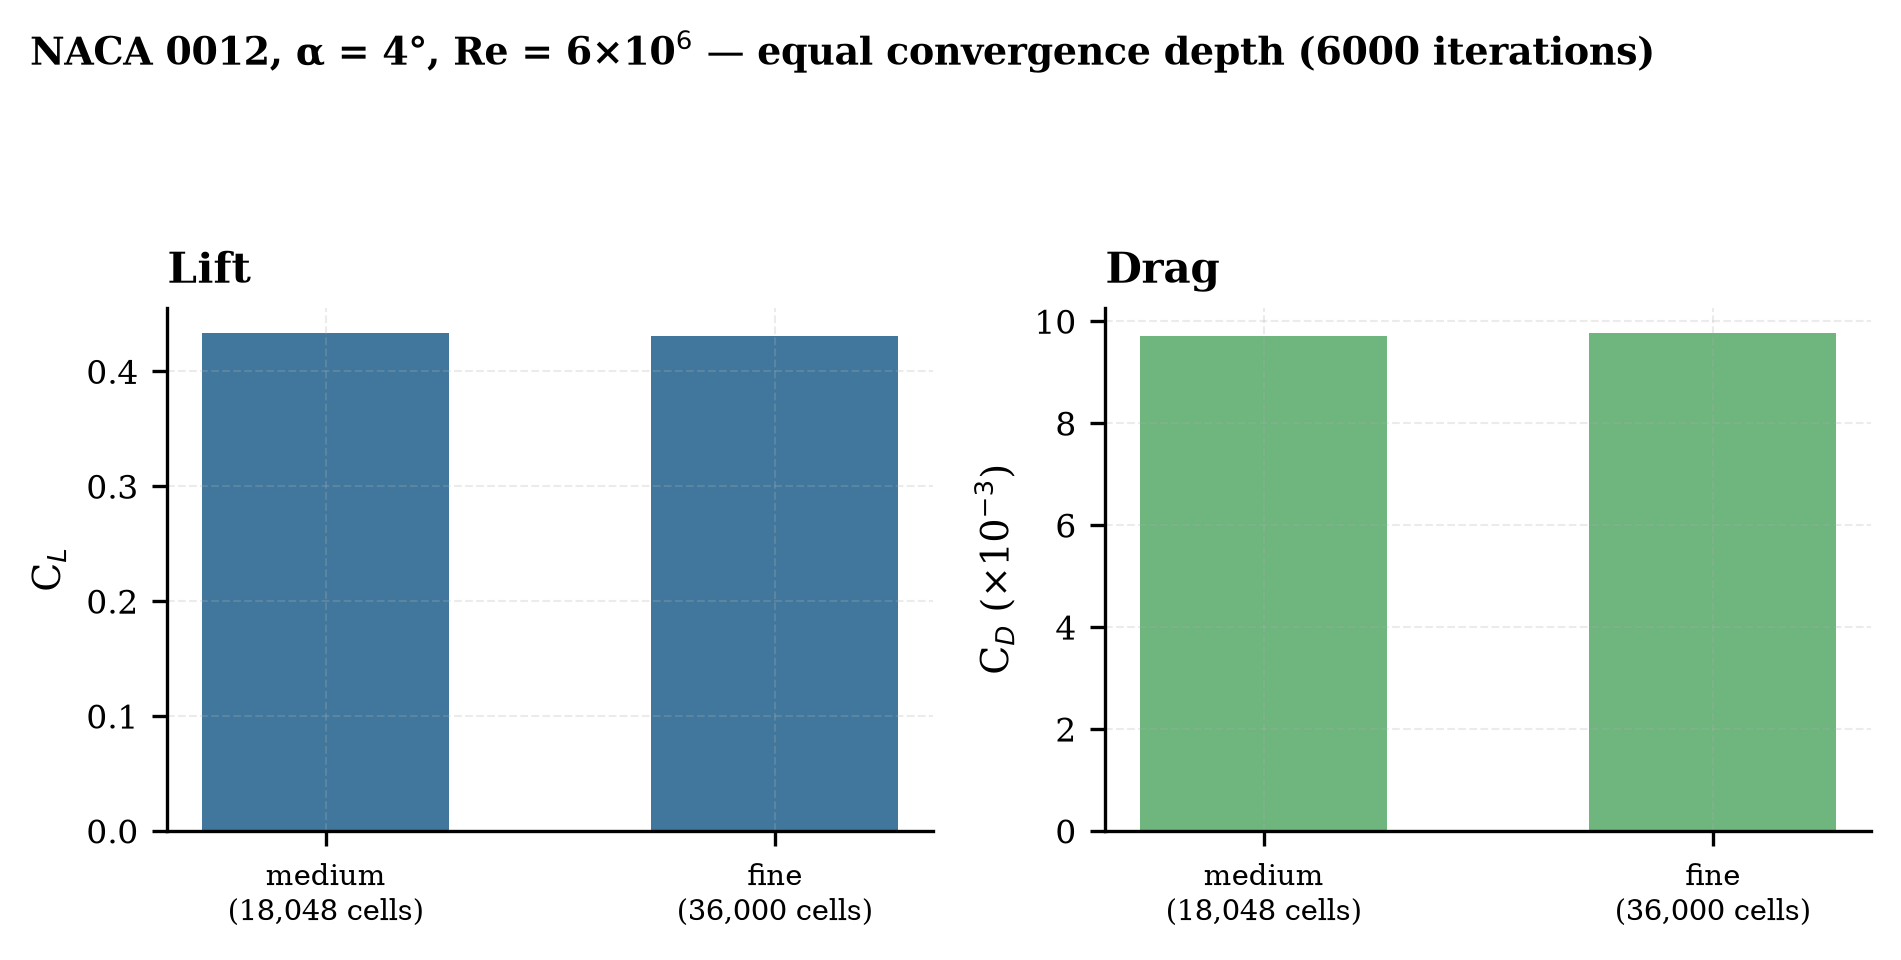 NACA 0012, α = 4°, Re = 6×10⁶ — equal convergence depth (6000 iterations)
Lift
C_L
0.4
0.3
0.2
0.1
0.0
medium
(18,048 cells)
fine
(36,000 cells)
Drag
C_D (×10⁻³)
10
8
6
4
2
0
medium
(18,048 cells)
fine
(36,000 cells)